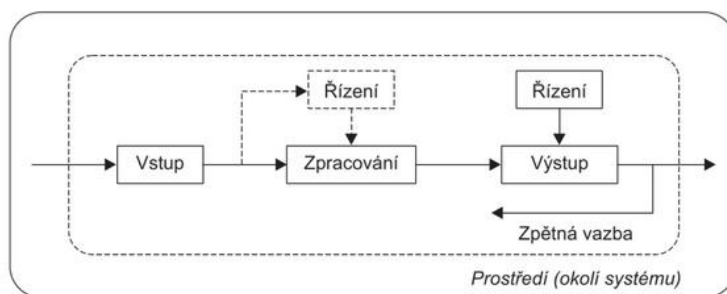 Řízení
Řízení
Vstup
Zpracování
Výstup
Zpětná vazba
Prostředí (okolí systému)